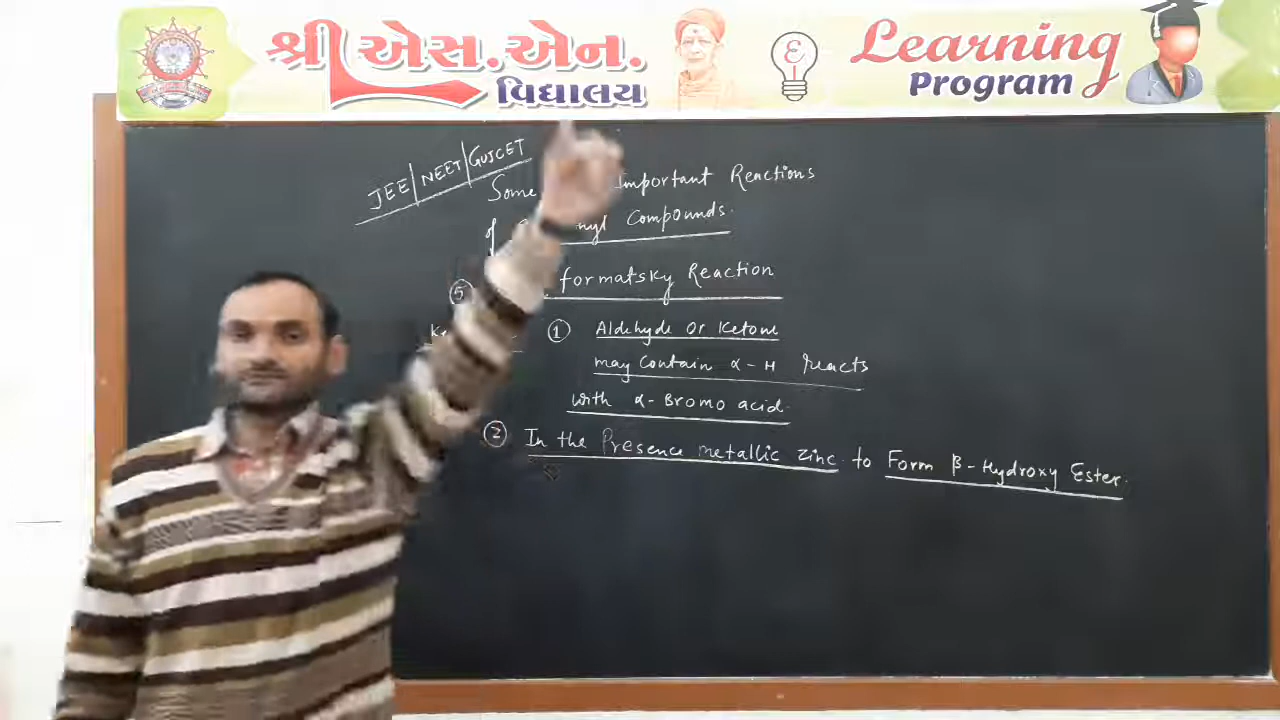 શ્રી એસ.એન.
વિદ્યાલય
Learning
Program
JEE|NEET|GUJCET
Some Important Reactions
of Compounds.
⑤ formatsky Reaction
① Aldehyde Or Ketone
may Contain α-H reacts
with α-Bromo acid.
② In the Presence metallic Zinc to Form β-Hydroxy Ester.